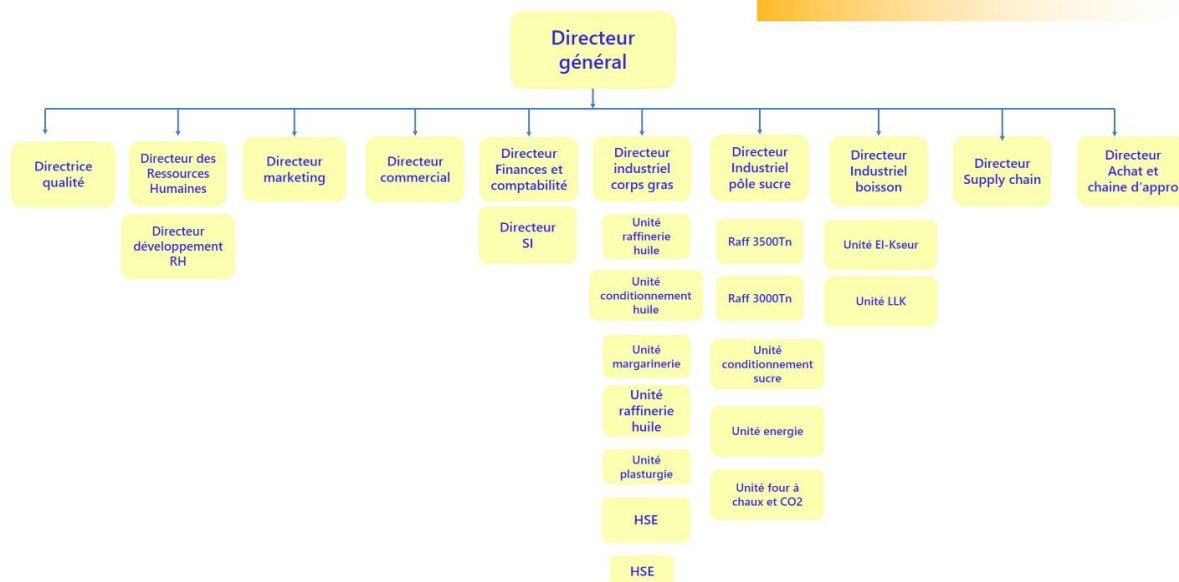 Directeur
général
Directrice
qualité
Directeur des
Ressources
Humaines
Directeur
marketing
Directeur
commercial
Directeur
Finances et
comptabilité
Directeur
industriel
corps gras
Directeur
Industriel
pôle sucre
Directeur
Industriel
boisson
Directeur
Supply chain
Directeur
Achat et
chaine d'appro
Directeur
développement
RH
Directeur
SI
Unité
raffinerie
huile
Unité
conditionnement
huile
Unité
margarinerie
Unité
raffinerie
huile
Unité
plasturgie
HSE
HSE
Raff 3500Tn
Raff 3000Tn
Unité
conditionnement
sucre
Unité energie
Unité four à
chaux et CO2
Unité El-Kseur
Unité LLK